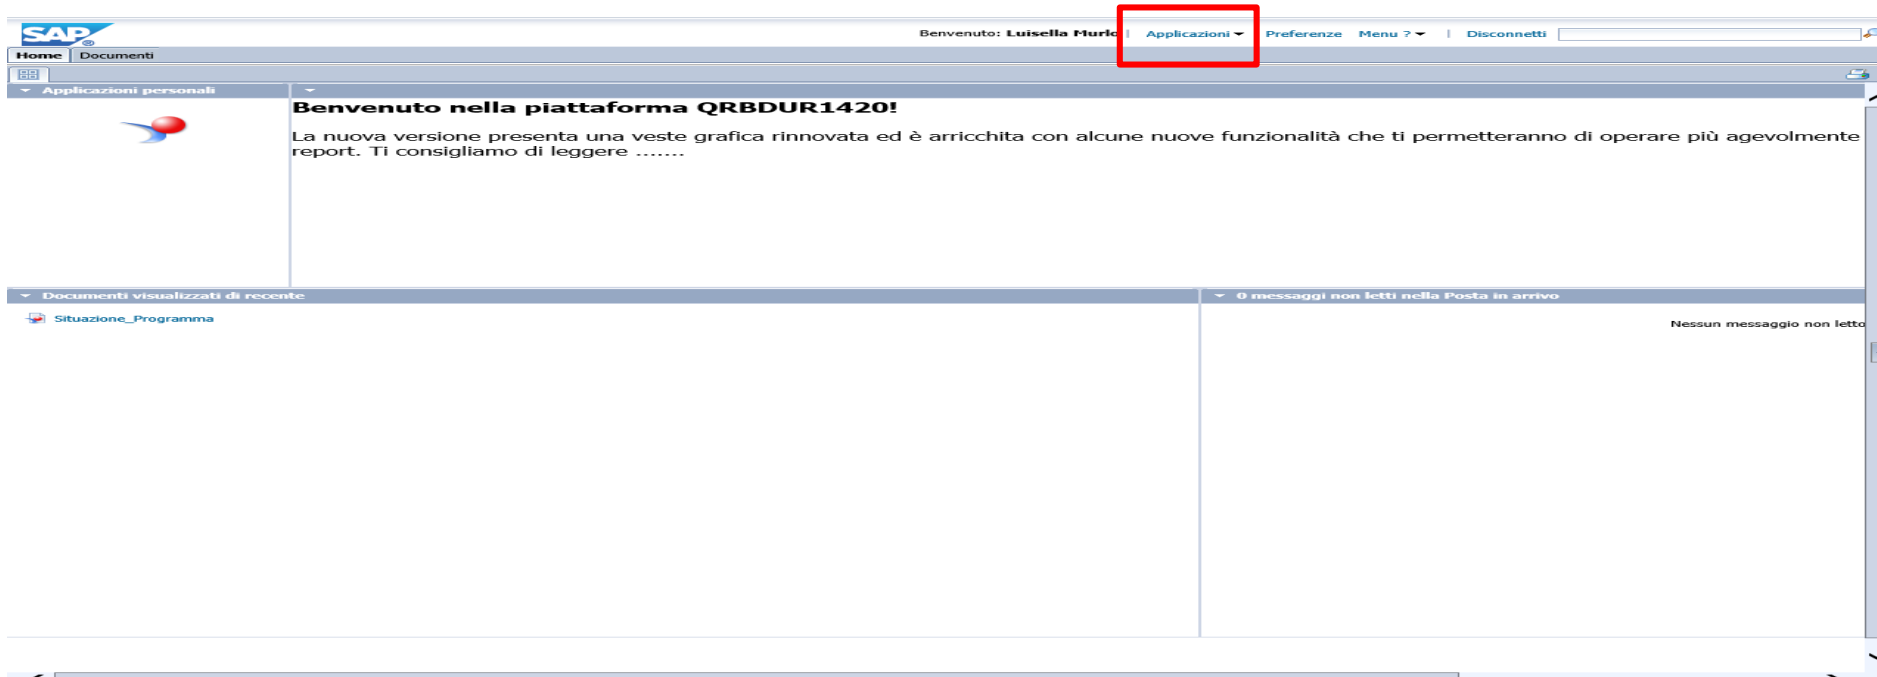 SAP
Benvenuto: Luisella Murlo | Applicazioni Preferenze Menu ? | Disconnetti
Home Documenti
Applicazioni personali
Benvenuto nella piattaforma QRBDUR1420!
La nuova versione presenta una veste grafica rinnovata ed è arricchita con alcune nuove funzionalità che ti permetteranno di operare più agevolmente
report. Ti consigliamo di leggere .......
Documenti visualizzati di recente
Situazione_Programma
0 messaggi non letti nella Posta in arrivo
Nessun messaggio non letto